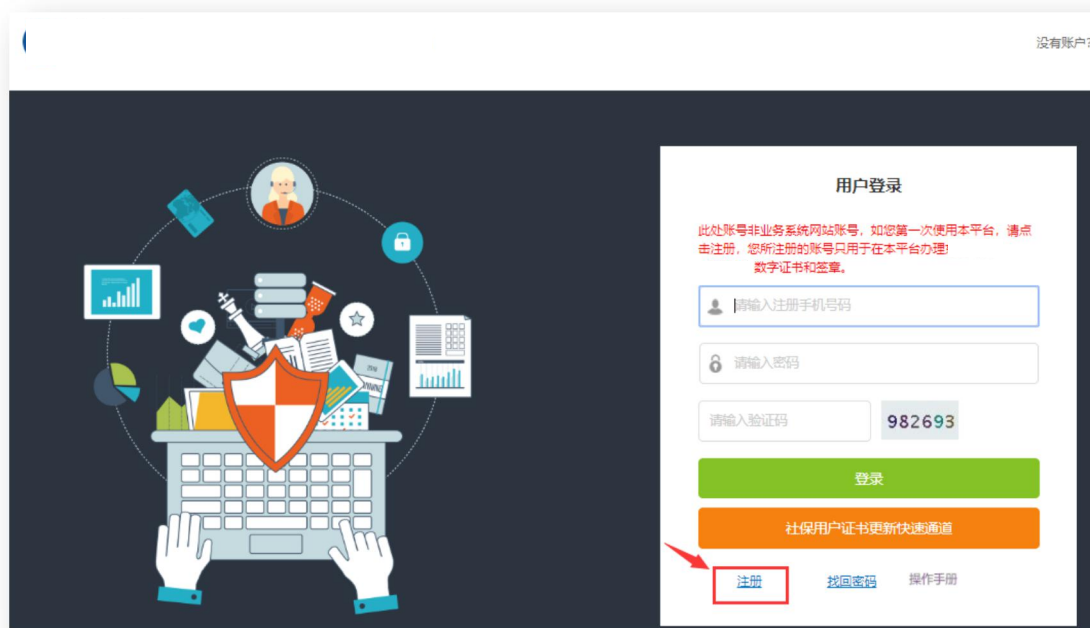 没有账户?
用户登录
此处账号非业务系统网站账号，如您第一次使用本平台，请点
击注册，您所注册的账号只用于在本平台办理
数字证书和签章。
请输入注册手机号码
请输入密码
请输入验证码
982693
登录
社保用户证书更新快速通道
注册
找回密码
操作手册